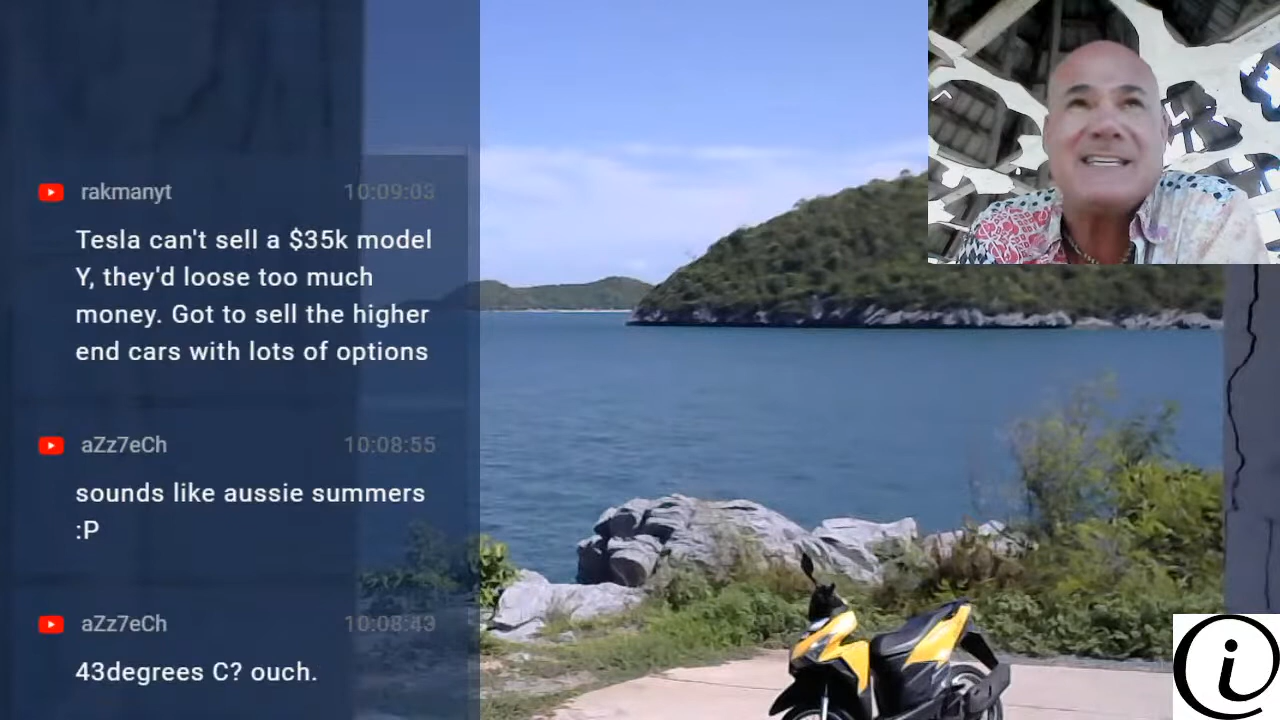 rakmanyt 10:09:03
Tesla can't sell a $35k model
Y, they'd loose too much
money. Got to sell the higher
end cars with lots of options
aZz7eCh 10:08:55
sounds like aussie summers
:P
aZz7eCh 10:08:43
43degrees C? ouch.
i